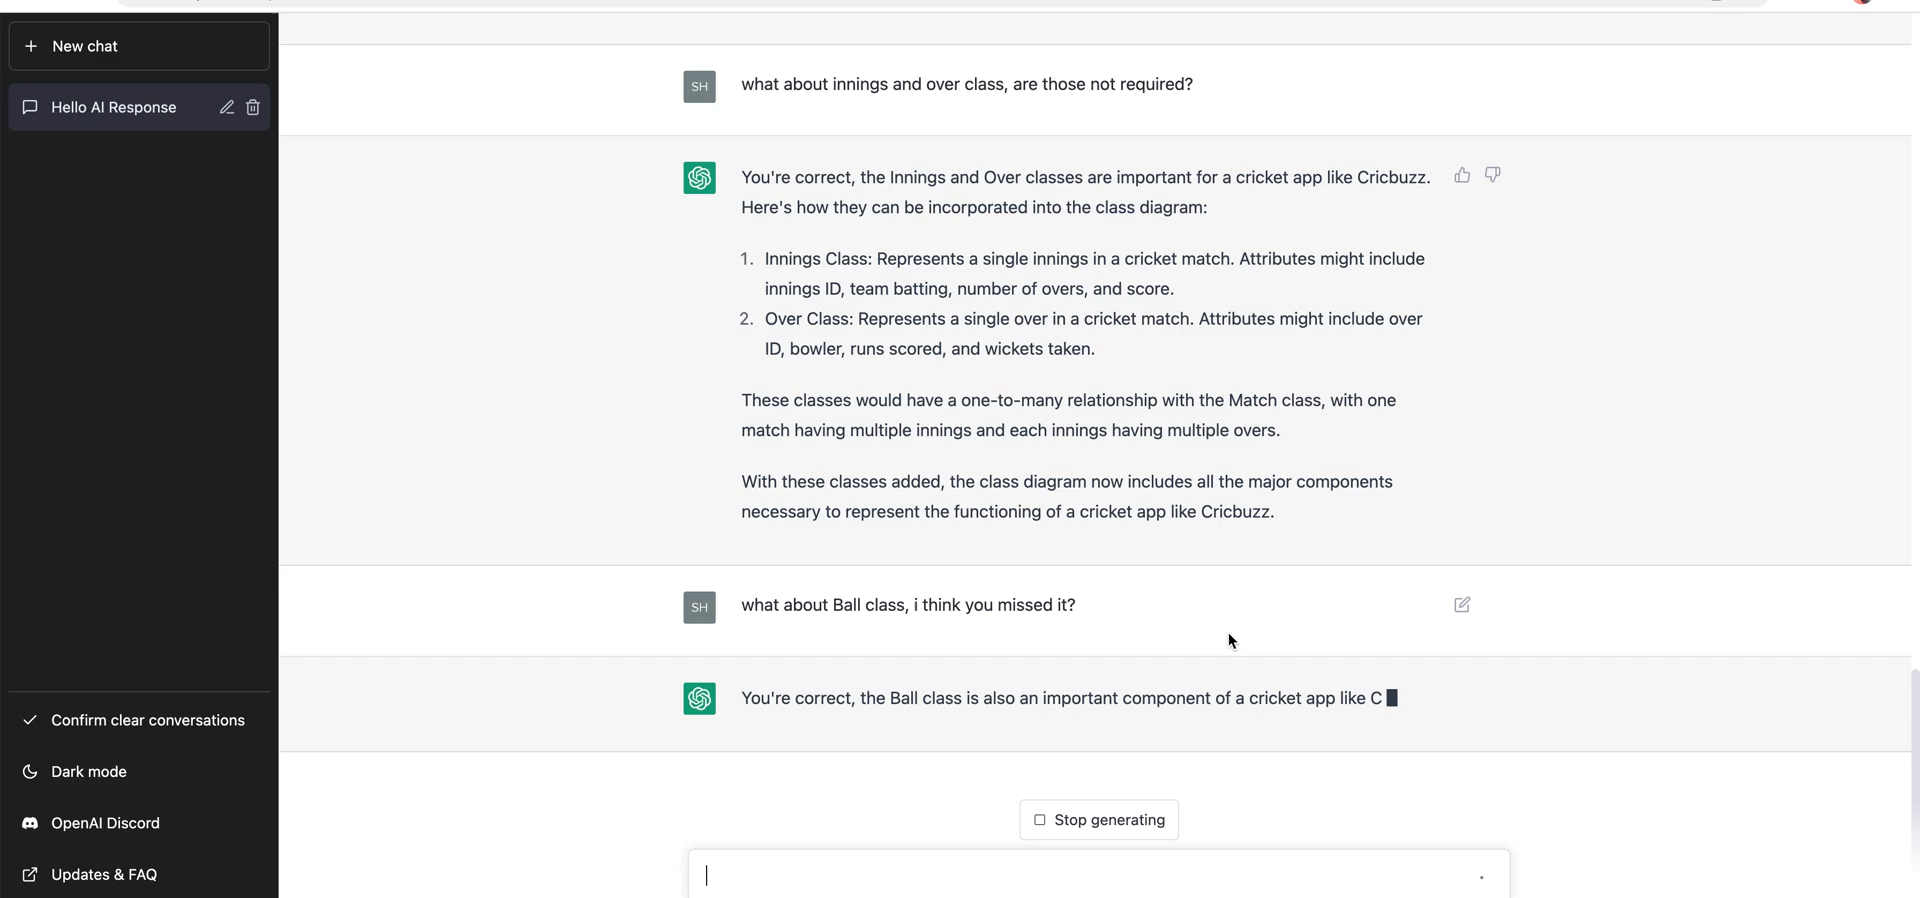 New chat
Hello AI Response
SH
what about innings and over class, are those not required?
You're correct, the Innings and Over classes are important for a cricket app like Cricbuzz.
Here's how they can be incorporated into the class diagram:
1. Innings Class: Represents a single innings in a cricket match. Attributes might include
innings ID, team batting, number of overs, and score.
2. Over Class: Represents a single over in a cricket match. Attributes might include over
ID, bowler, runs scored, and wickets taken.
These classes would have a one-to-many relationship with the Match class, with one
match having multiple innings and each innings having multiple overs.
With these classes added, the class diagram now includes all the major components
necessary to represent the functioning of a cricket app like Cricbuzz.
SH
what about Ball class, i think you missed it?
You're correct, the Ball class is also an important component of a cricket app like C
Stop generating
Confirm clear conversations
Dark mode
OpenAI Discord
Updates & FAQ